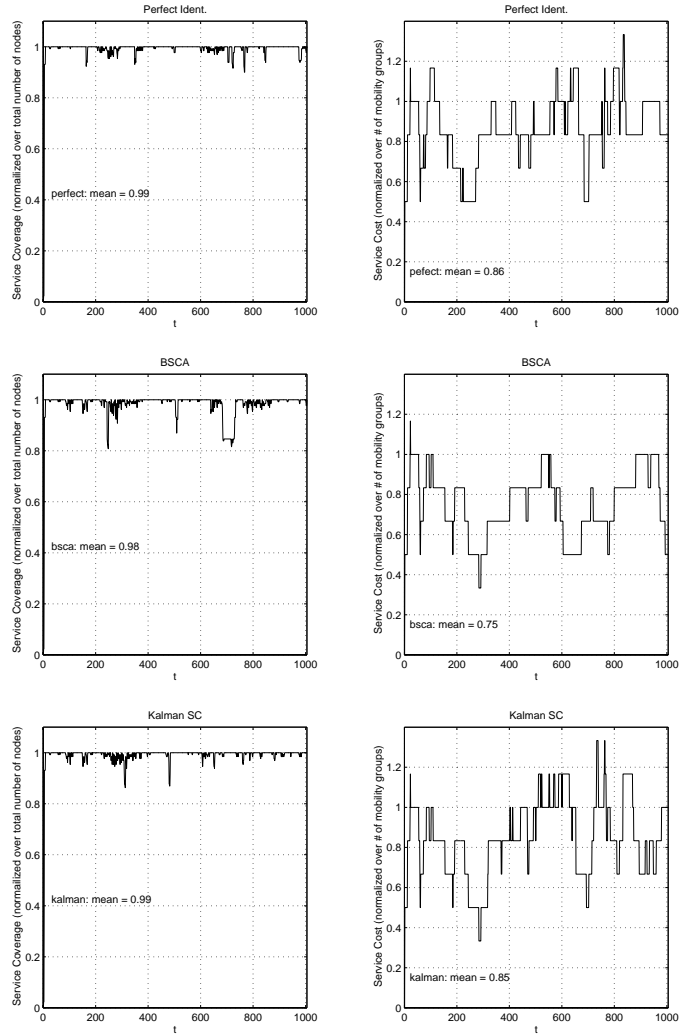 Perfect Ident.
Service Coverage (normailized over total number of nodes)
1
0.8
0.6
0.4
0.2
0
perfect: mean = 0.99
0 200 400 600 800 1000
t
Perfect Ident.
Service Cost (normalized over # of mobility groups)
1.2
1
0.8
0.6
0.4
0.2
0
pefect: mean = 0.86
0 200 400 600 800 1000
t
BSCA
Service Coverage (normailized over total number of nodes)
1
0.8
0.6
0.4
0.2
0
bsca: mean = 0.98
0 200 400 600 800 1000
t
BSCA
Service Cost (normalized over # of mobility groups)
1.2
1
0.8
0.6
0.4
0.2
0
bsca: mean = 0.75
0 200 400 600 800 1000
t
Kalman SC
Service Coverage (normailized over total number of nodes)
1
0.8
0.6
0.4
0.2
0
kalman: mean = 0.99
0 200 400 600 800 1000
t
Kalman SC
Service Cost (normalized over # of mobility groups)
1.2
1
0.8
0.6
0.4
0.2
0
kalman: mean = 0.85
0 200 400 600 800 1000
t